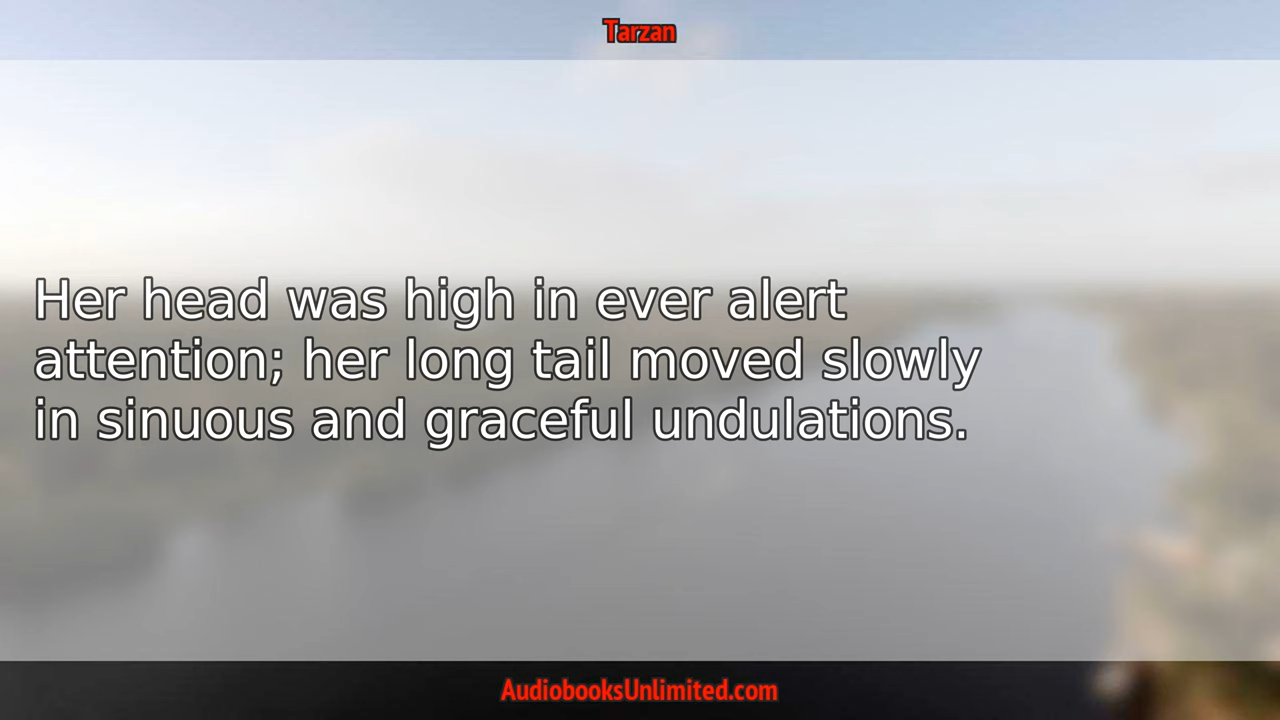 Tarzan
Her head was high in ever alert
attention; her long tail moved slowly
in sinuous and graceful undulations.
AudiobooksUnlimited.com